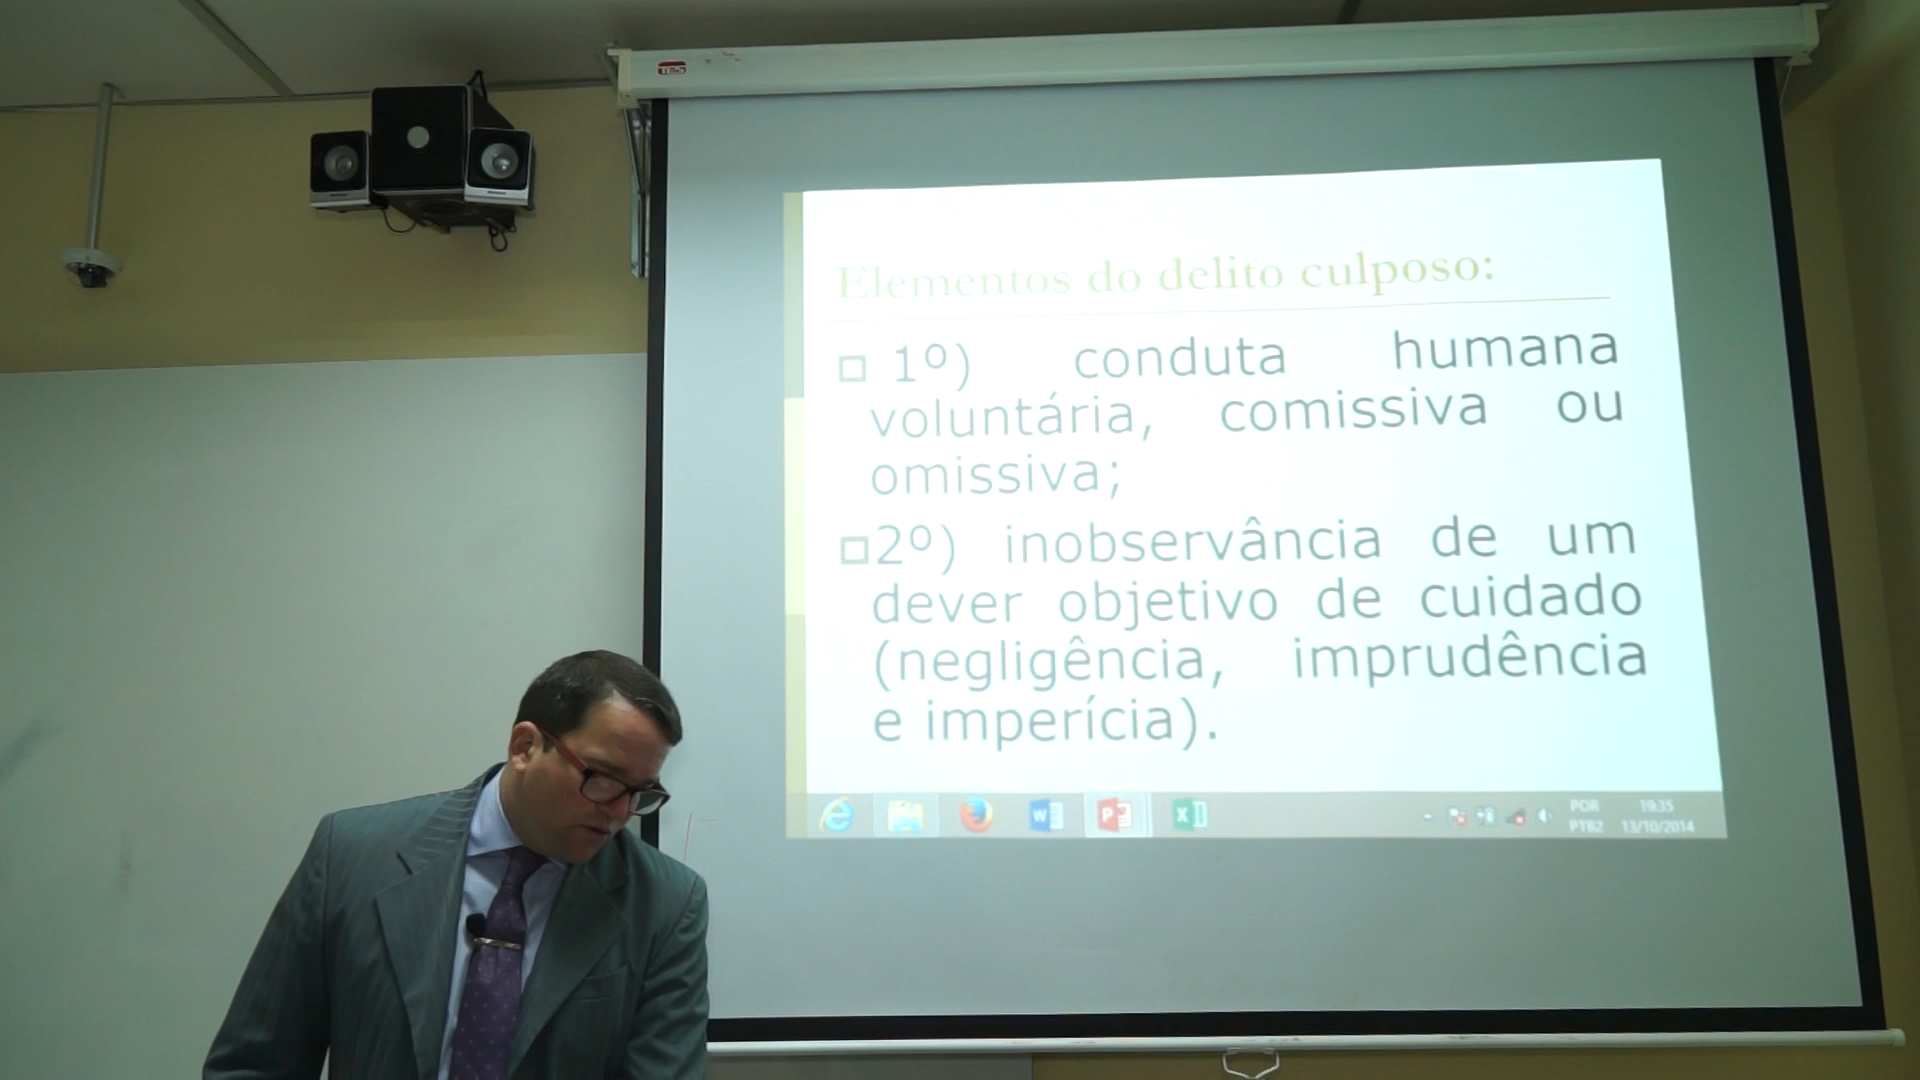 TES
Elementos do delito culposo:
1º) conduta humana
voluntária, comissiva ou
omissiva;
2º) inobservância de um
dever objetivo de cuidado
(negligência, imprudência
e imperícia).
POR 19:35
PTB2 13/10/2014